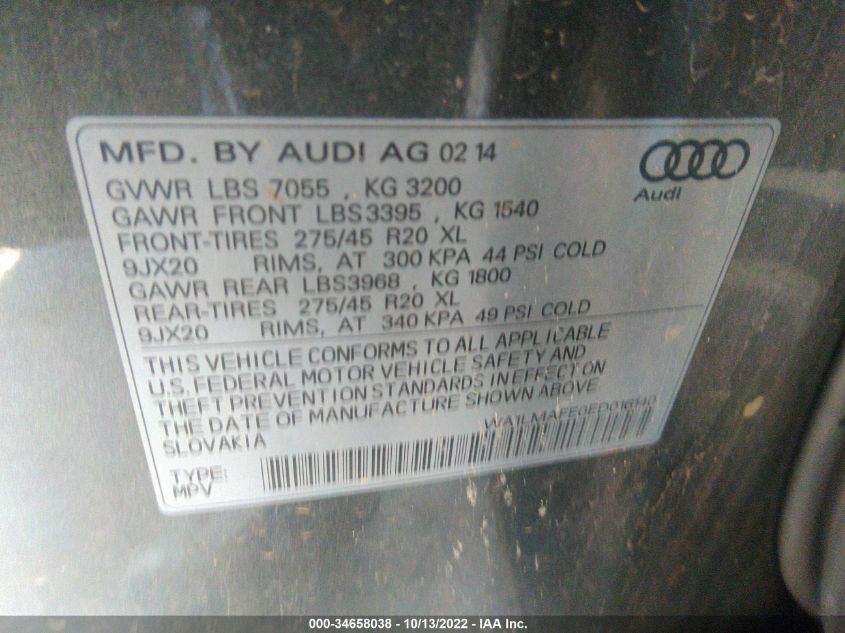 MFD. BY AUDI AG 02 14
GVWR LBS 7055 , KG 3200
GAWR FRONT LBS3395 , KG 1540
FRONT-TIRES 275/45 R20 XL
9JX20 RIMS, AT 300 KPA 44 PSI COLD
GAWR REAR LBS3968 , KG 1800
REAR-TIRES 275/45 R20 XL
9JX20 RIMS, AT 340 KPA 49 PSI COLD
Audi
THIS VEHICLE CONFORMS TO ALL APPLICABLE
U.S. FEDERAL MOTOR VEHICLE SAFETY AND
THEFT PREVENTION STANDARDS IN EFFECT ON
THE DATE OF MANUFACTURE SHOWN ABOVE
SLOVAKIA
TYPE:
MPV
000-34658038 - 10/13/2022 - IAA Inc.